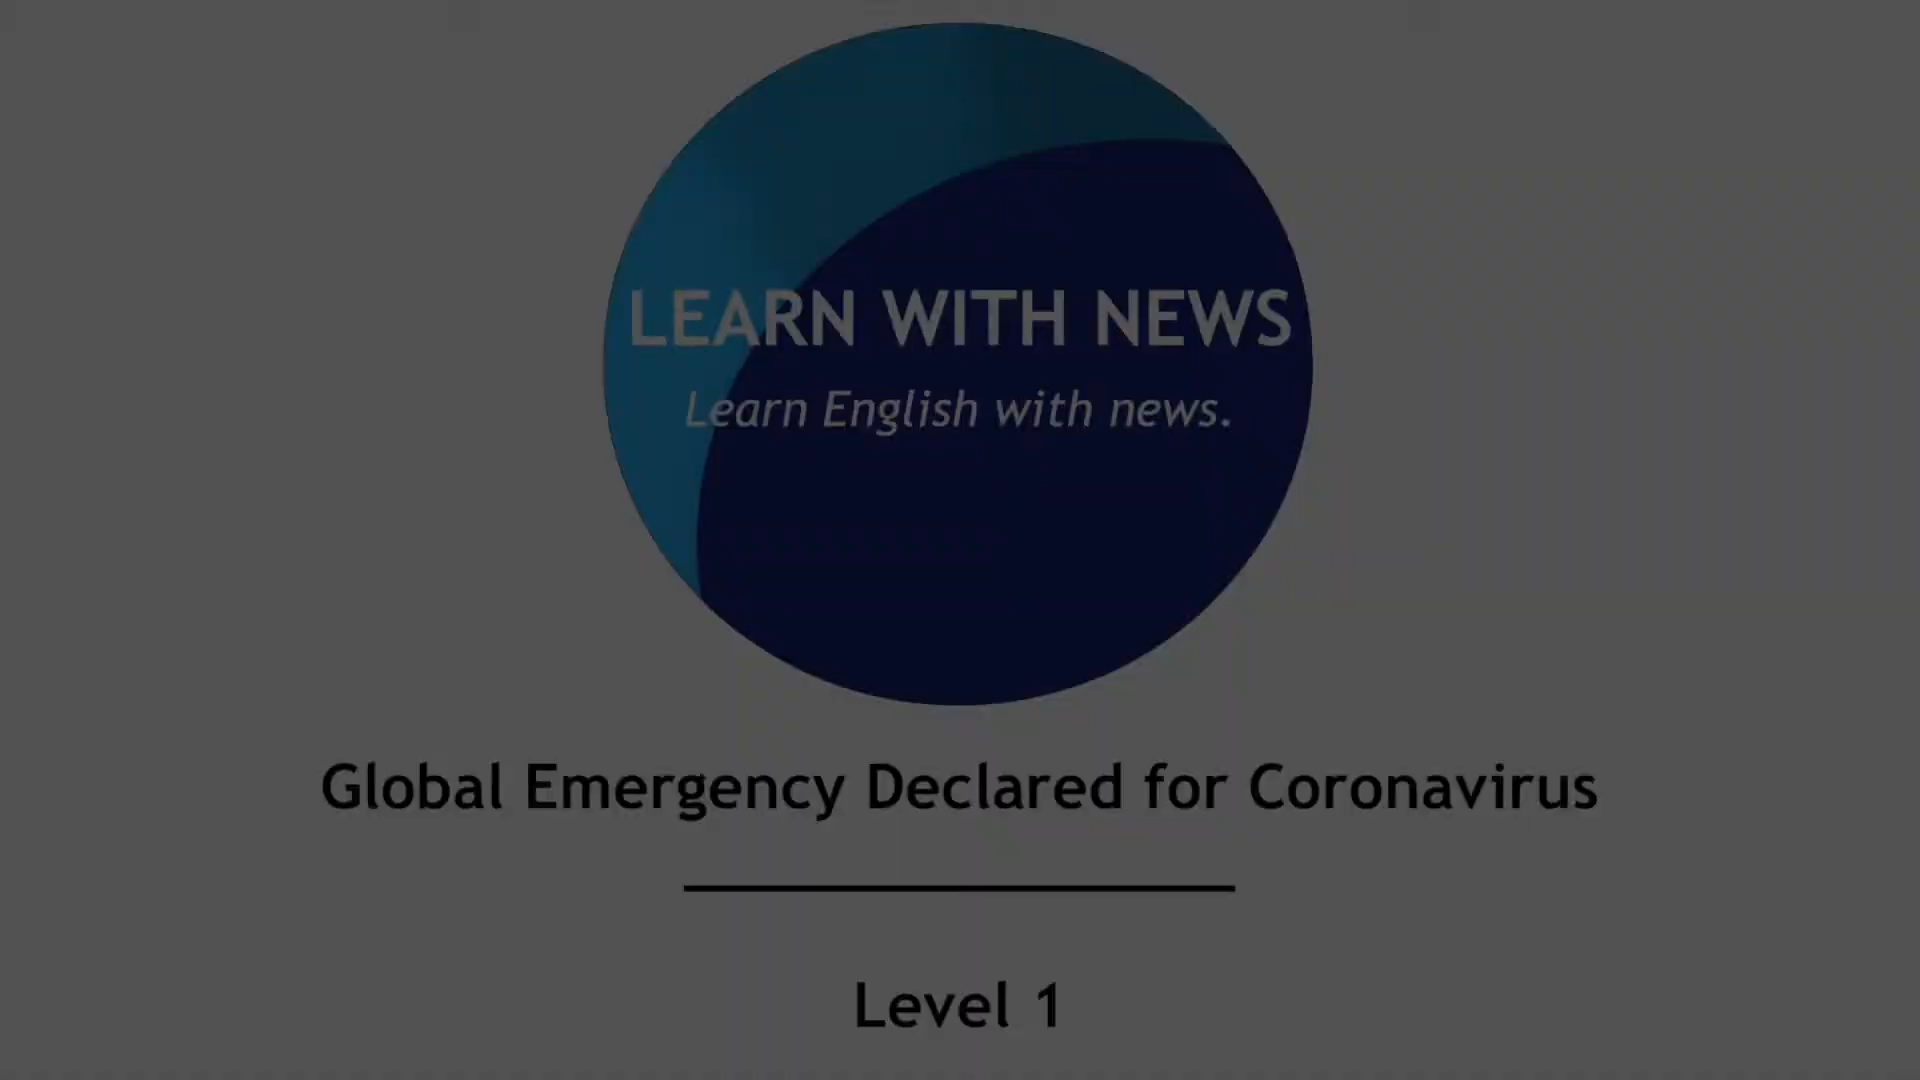 LEARN WITH NEWS
Learn English with news.
Global Emergency Declared for Coronavirus
Level 1